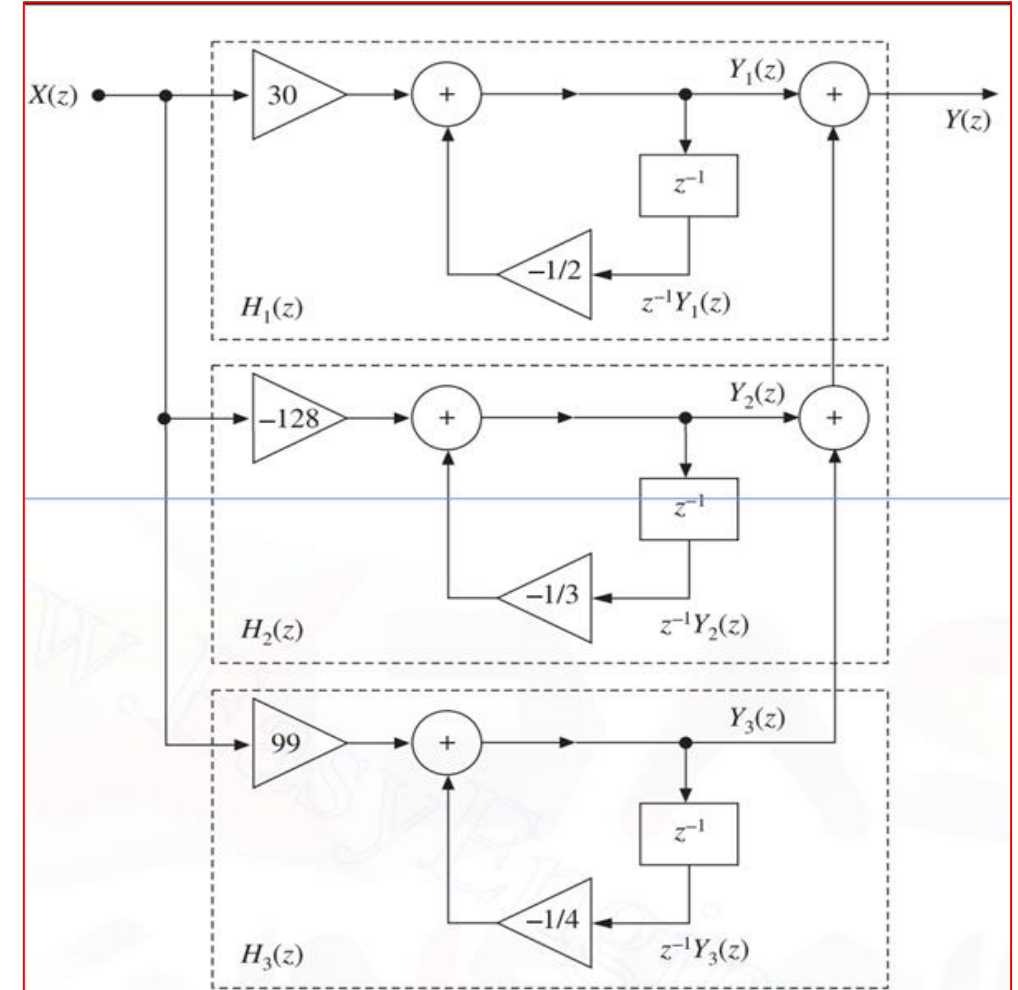 X(z)
30
+
Y₁(z)
+
Y(z)
z⁻¹
−1/2
z⁻¹Y₁(z)
H₁(z)
−128
+
Y₂(z)
+
z⁻¹
−1/3
z⁻¹Y₂(z)
H₂(z)
99
+
Y₃(z)
z⁻¹
−1/4
z⁻¹Y₃(z)
H₃(z)